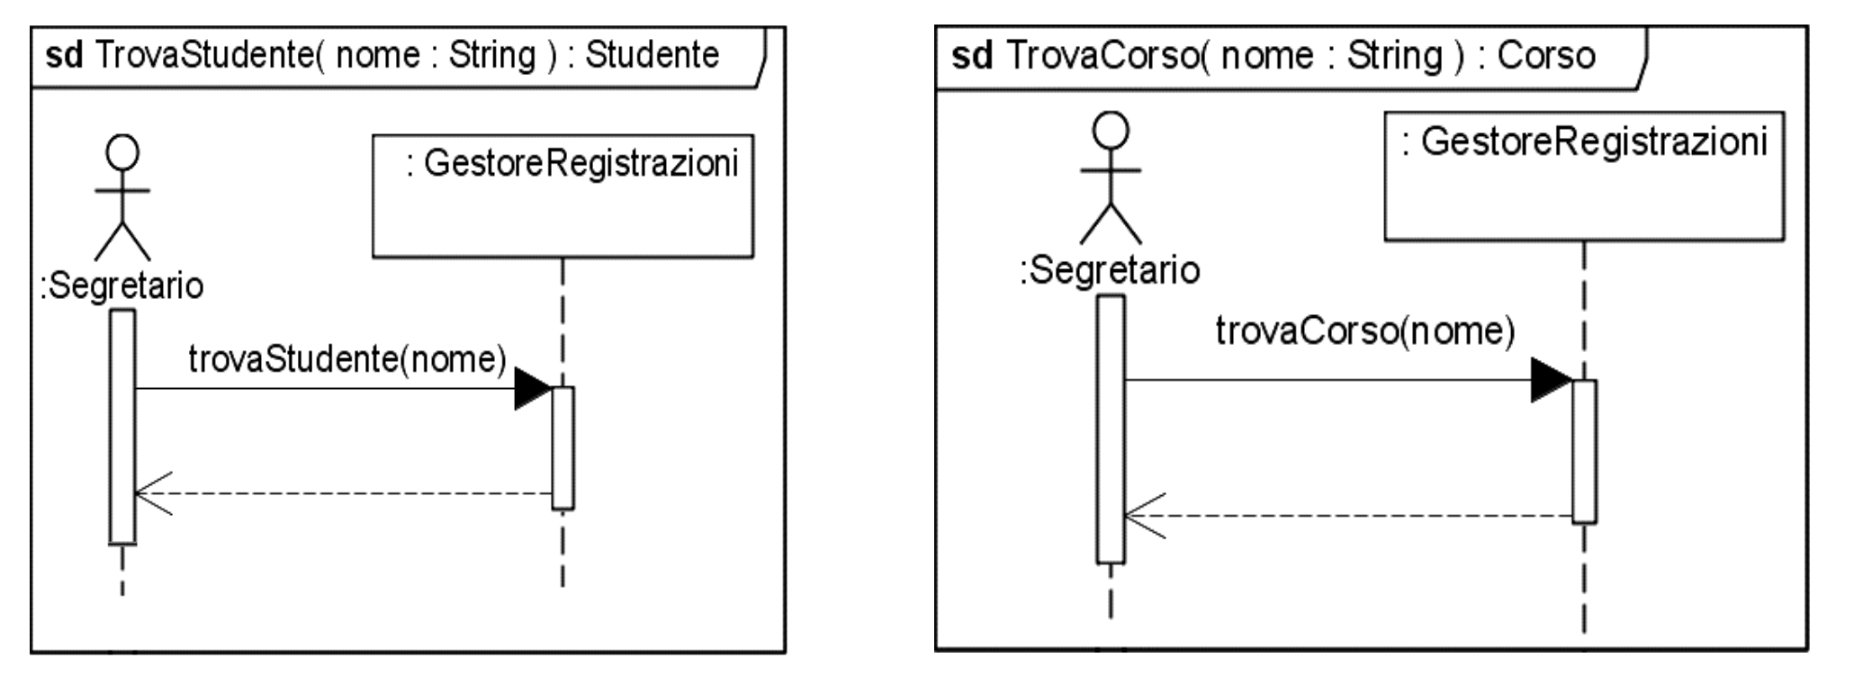 sd TrovaStudente( nome : String ) : Studente
: GestoreRegistrazioni
:Segretario
trovaStudente(nome)
sd TrovaCorso( nome : String ) : Corso
: GestoreRegistrazioni
:Segretario
trovaCorso(nome)